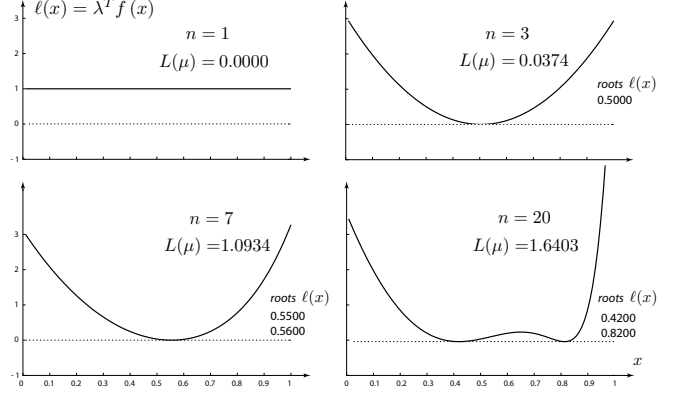 ℓ(x) = λᵀf (x)
3
n = 1
L(μ) = 0.0000
2
1
0
-1
n = 3
L(μ) = 0.0374
roots ℓ(x)
0.5000
n = 7
3
L(μ) =1.0934
2
roots ℓ(x)
1
0.5500
0.5600
0
-1
0 0.1 0.2 0.3 0.4 0.5 0.6 0.7 0.8 0.9 1
n = 20
L(μ) =1.6403
roots ℓ(x)
0.4200
0.8200
x
0 0.1 0.2 0.3 0.4 0.5 0.6 0.7 0.8 0.9 1